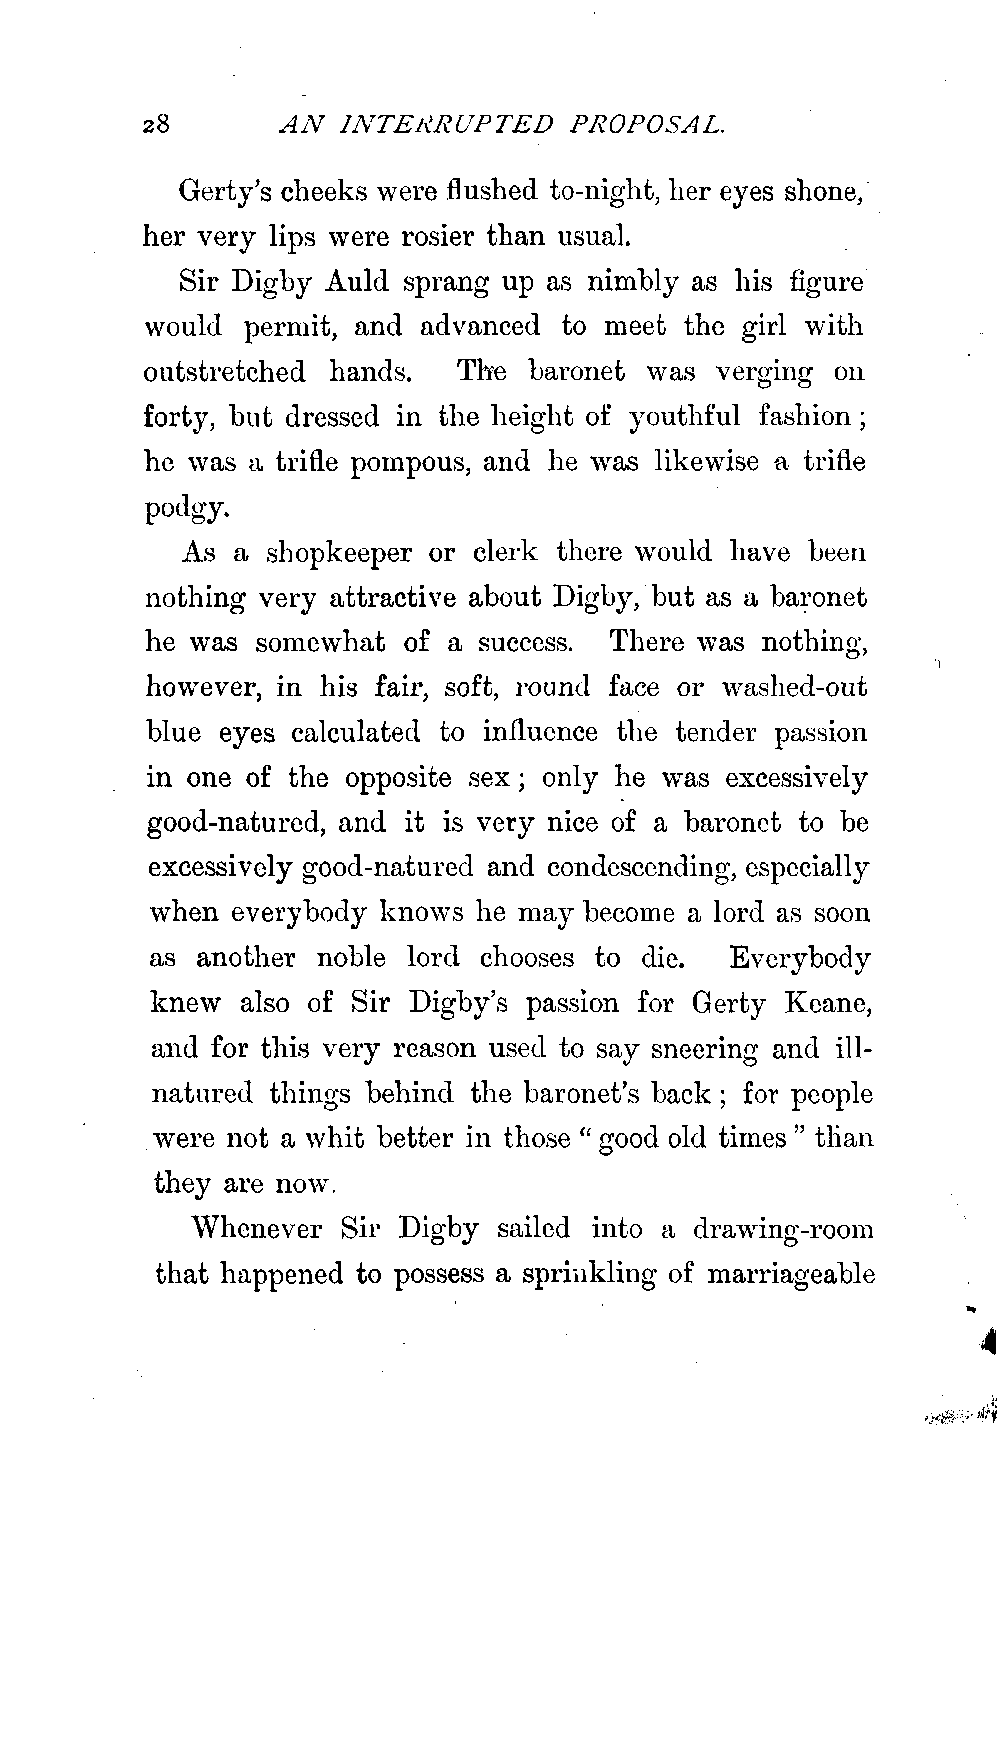 28 AN INTERRUPTED PROPOSAL.
Gerty's cheeks were flushed to-night, her eyes shone,
her very lips were rosier than usual.
Sir Digby Auld sprang up as nimbly as his figure
would permit, and advanced to meet the girl with
outstretched hands. The baronet was verging on
forty, but dressed in the height of youthful fashion;
he was a trifle pompous, and he was likewise a trifle
podgy.
As a shopkeeper or clerk there would have been
nothing very attractive about Digby, but as a baronet
he was somewhat of a success. There was nothing,
however, in his fair, soft, round face or washed-out
blue eyes calculated to influence the tender passion
in one of the opposite sex; only he was excessively
good-natured, and it is very nice of a baronet to be
excessively good-natured and condescending, especially
when everybody knows he may become a lord as soon
as another noble lord chooses to die. Everybody
knew also of Sir Digby's passion for Gerty Keane,
and for this very reason used to say sneering and ill-
natured things behind the baronet's back; for people
were not a whit better in those "good old times" than
they are now.
Whenever Sir Digby sailed into a drawing-room
that happened to possess a sprinkling of marriageable